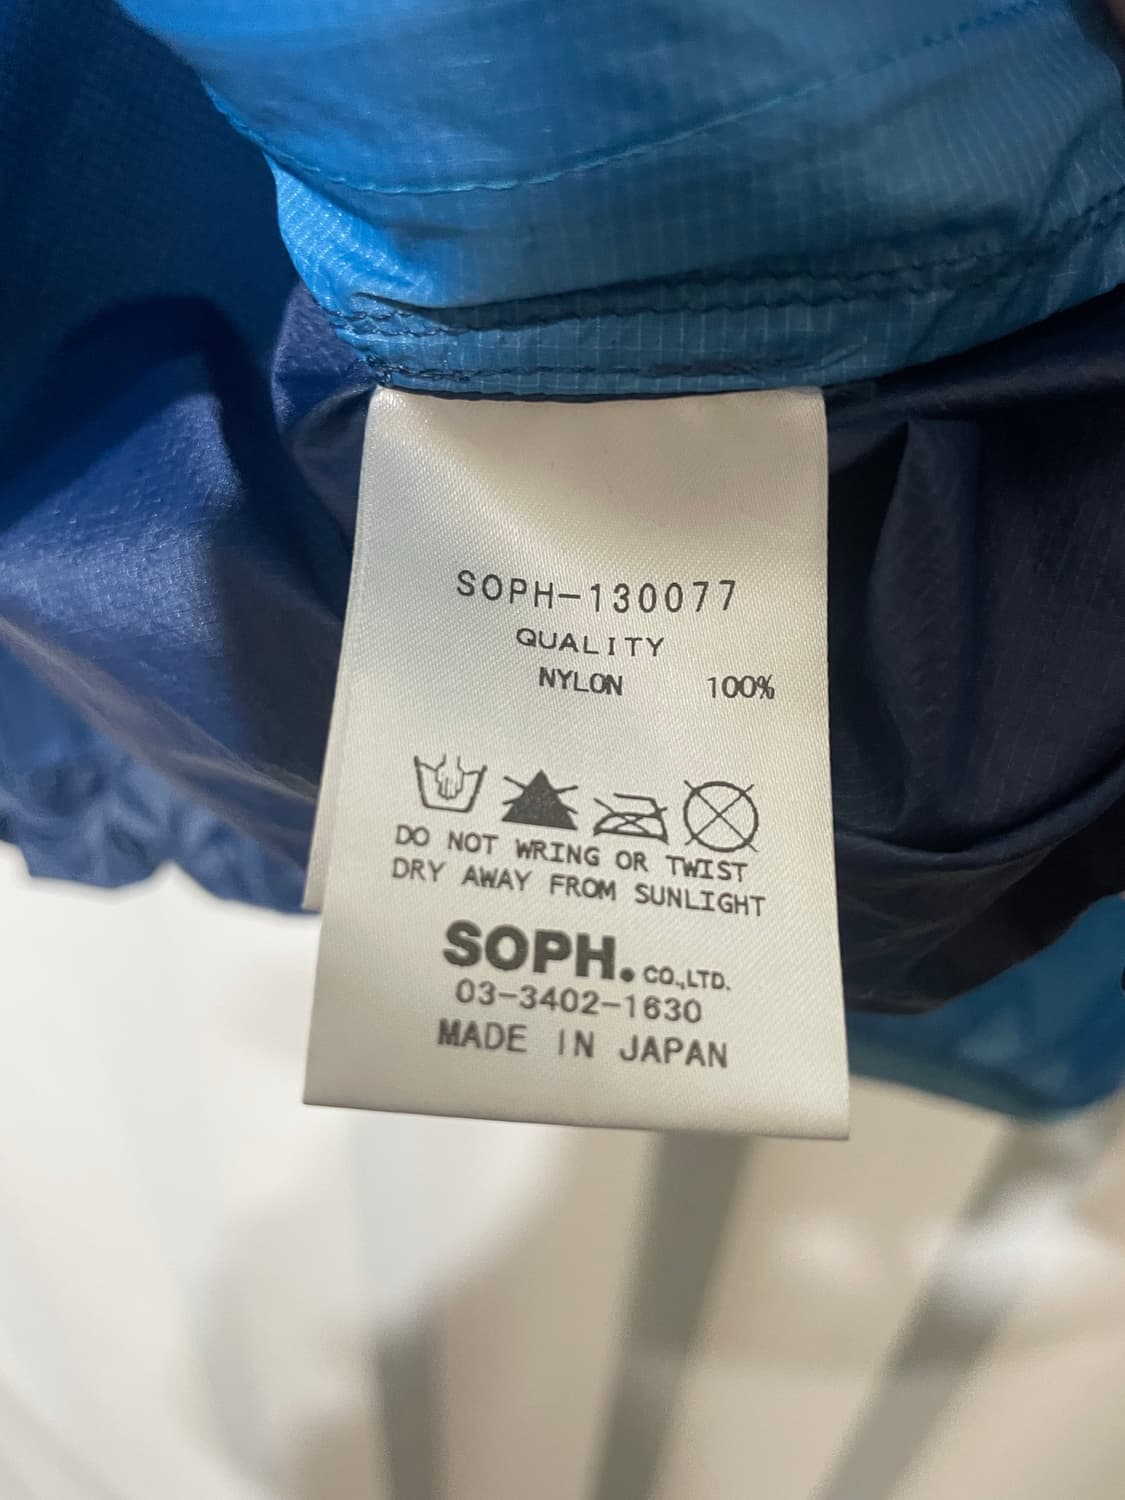 SOPH-130077
QUALITY
NYLON 100%
DO NOT WRING OR TWIST
DRY AWAY FROM SUNLIGHT
SOPH. CO.,LTD.
03-3402-1630
MADE IN JAPAN